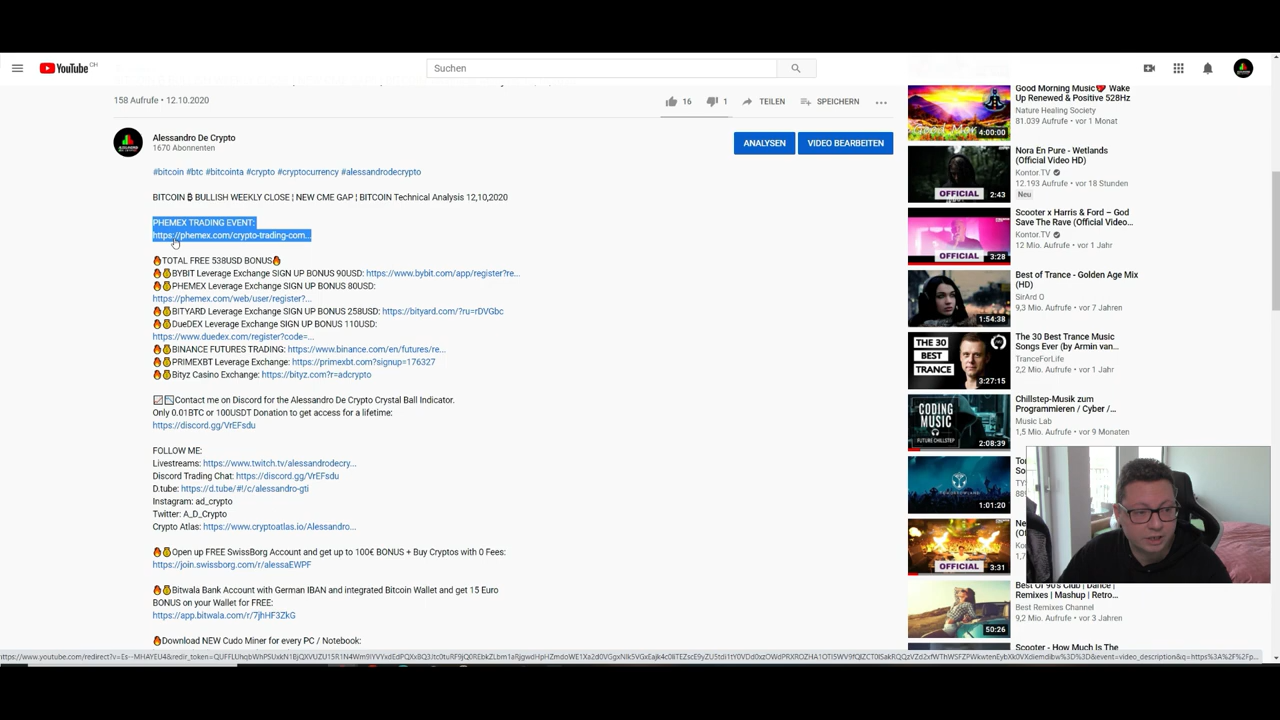 YouTube CH
Suchen
158 Aufrufe • 12.10.2020
16
1
TEILEN
SPEICHERN
Alessandro De Crypto
1670 Abonnenten
ANALYSEN
VIDEO BEARBEITEN
#bitcoin #btc #bitcointa #crypto #cryptocurrency #alessandrodecrypto
BITCOIN ₿ BULLISH WEEKLY CLOSE ¦ NEW CME GAP ¦ BITCOIN Technical Analysis 12,10,2020
PHEMEX TRADING EVENT:
https://phemex.com/crypto-trading-com...
🔥TOTAL FREE 538USD BONUS🔥
🔥💰BYBIT Leverage Exchange SIGN UP BONUS 90USD: https://www.bybit.com/app/register?re...
🔥💰PHEMEX Leverage Exchange SIGN UP BONUS 80USD:
https://phemex.com/web/user/register?...
🔥💰BITYARD Leverage Exchange SIGN UP BONUS 258USD: https://bityard.com/?ru=rDVGbc
🔥💰DueDEX Leverage Exchange SIGN UP BONUS 110USD:
https://www.duedex.com/register?code=...
🔥💰BINANCE FUTURES TRADING: https://www.binance.com/en/futures/re...
🔥💰PRIMEXBT Leverage Exchange: https://primexbt.com?signup=176327
🔥💰Bityz Casino Exchange: https://bityz.com?r=adcrypto
📈📉Contact me on Discord for the Alessandro De Crypto Crystal Ball Indicator.
Only 0.01BTC or 100USDT Donation to get access for a lifetime:
https://discord.gg/VrEFsdu
FOLLOW ME:
Livestreams: https://www.twitch.tv/alessandrodecry...
Discord Trading Chat: https://discord.gg/VrEFsdu
D.tube: https://d.tube/#!/c/alessandro-gti
Instagram: ad_crypto
Twitter: A_D_Crypto
Crypto Atlas: https://www.cryptoatlas.io/Alessandro...
🔥💰Open up FREE SwissBorg Account and get up to 100€ BONUS + Buy Cryptos with 0 Fees:
https://join.swissborg.com/r/alessaEWPF
🔥💰Bitwala Bank Account with German IBAN and integrated Bitcoin Wallet and get 15 Euro
BONUS on your Wallet for FREE:
https://app.bitwala.com/r/7jhHF3ZkG
🔥Download NEW Cudo Miner for every PC / Notebook:
Good Morning Music❤️ Wake
Up Renewed & Positive 528Hz
Nature Healing Society
81.039 Aufrufe • vor 1 Monat
4:00:00
Nora En Pure - Wetlands
(Official Video HD)
Kontor.TV
12.193 Aufrufe • vor 18 Stunden
Neu
OFFICIAL
2:43
Scooter x Harris & Ford – God
Save The Rave (Official Video...
Kontor.TV
12 Mio. Aufrufe • vor 1 Jahr
OFFICIAL
3:28
Best of Trance - Golden Age Mix
(HD)
SirArd O
9,3 Mio. Aufrufe • vor 7 Jahren
1:54:38
The 30 Best Trance Music
Songs Ever (by Armin van...
TranceForLife
2,2 Mio. Aufrufe • vor 1 Jahr
THE 30
BEST
TRANCE
3:27:15
Chillstep-Musik zum
Programmieren / Cyber /...
Music Lab
1,5 Mio. Aufrufe • vor 9 Monaten
CODING
MUSIC
FUTURE CHILLSTEP
2:08:39
1:01:20
OFFICIAL
3:31
Best Of 90's Club | Dance |
Remixes | Mashup | Retro...
Best Remixes Channel
9,2 Mio. Aufrufe • vor 3 Jahren
50:26
Scooter - How Much Is The